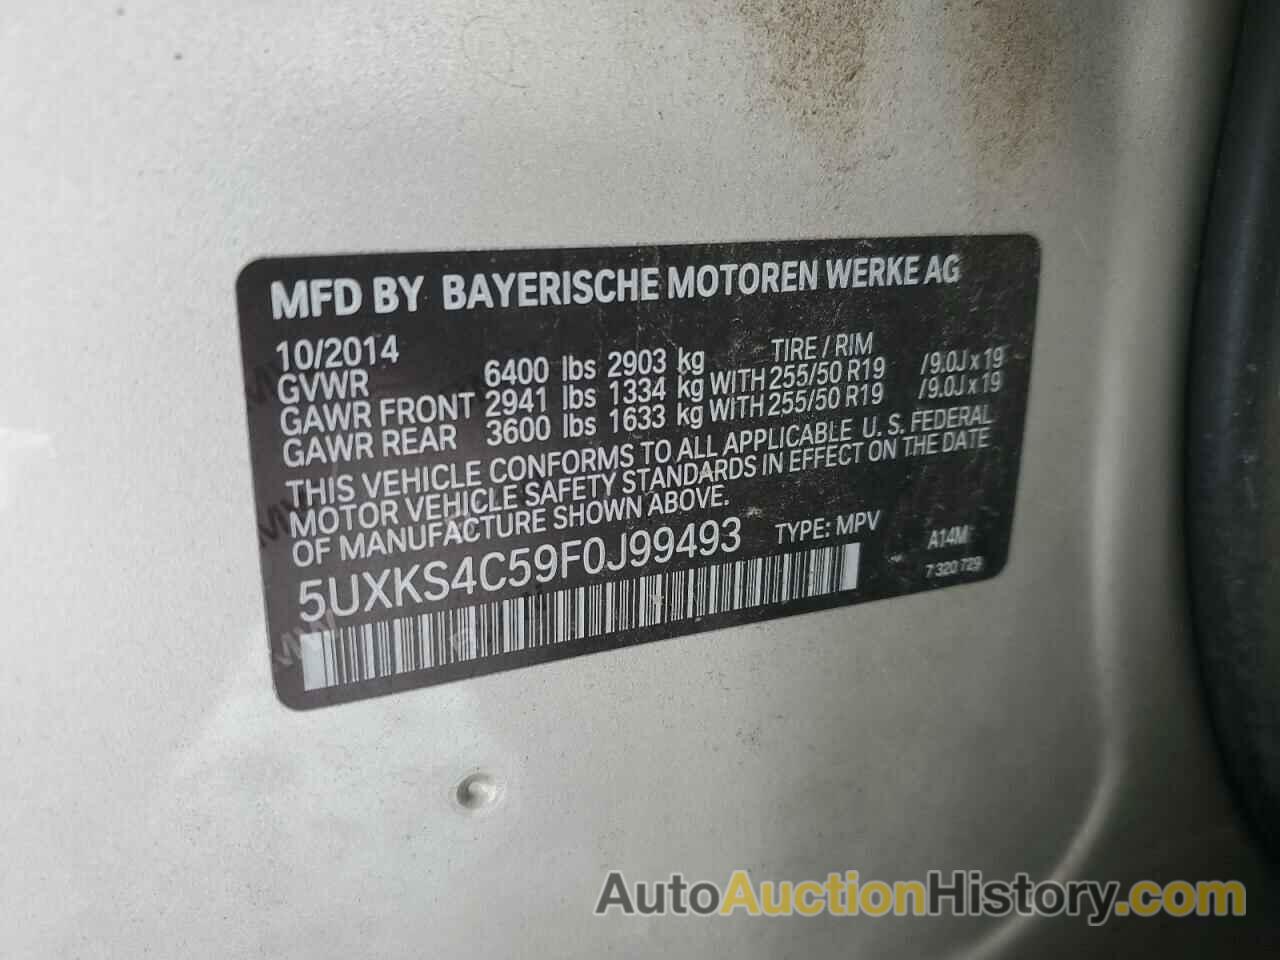 MFD BY BAYERISCHE MOTOREN WERKE AG
10/2014 TIRE / RIM
GVWR 6400 lbs 2903 kg
GAWR FRONT 2941 lbs 1334 kg WITH 255/50 R19 /9.0J x 19
GAWR REAR 3600 lbs 1633 kg WITH 255/50 R19 /9.0J x 19
THIS VEHICLE CONFORMS TO ALL APPLICABLE U. S. FEDERAL
MOTOR VEHICLE SAFETY STANDARDS IN EFFECT ON THE DATE
OF MANUFACTURE SHOWN ABOVE.
5UXKS4C59F0J99493 TYPE: MPV A14M
7 320 729
AutoAuctionHistory.com